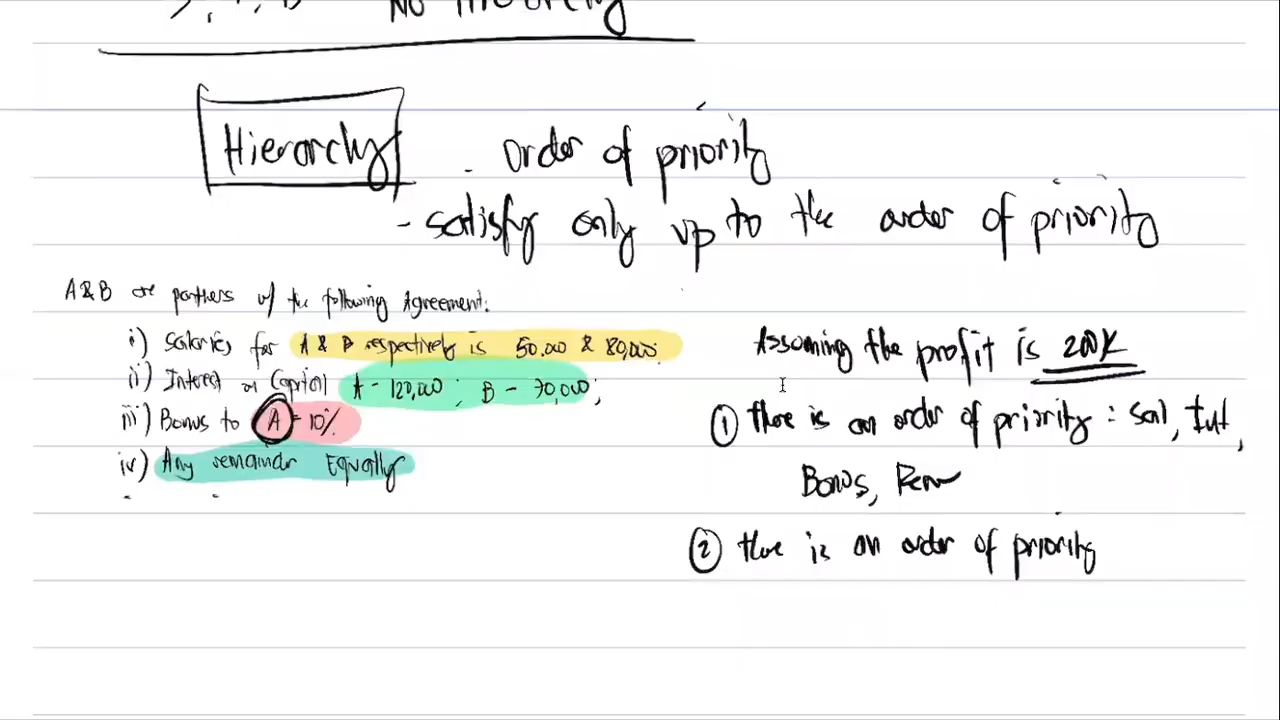 No Hierarchy
Hierarchy
- Order of priority
- satisfy only up to the order of priority
A & B are partners w/ the following Agreement:
i) Salaries for A & B respectively is 50,000 & 80,000.
ii) Interest on Capital A - 120,000 ; B - 70,000 ;
iii) Bonus to A - 10%
iv) Any remainder Equally
Assuming the profit is 200K
① there is an order of priority : Sal, Int,
Bonus, Rem
② there is an order of priority